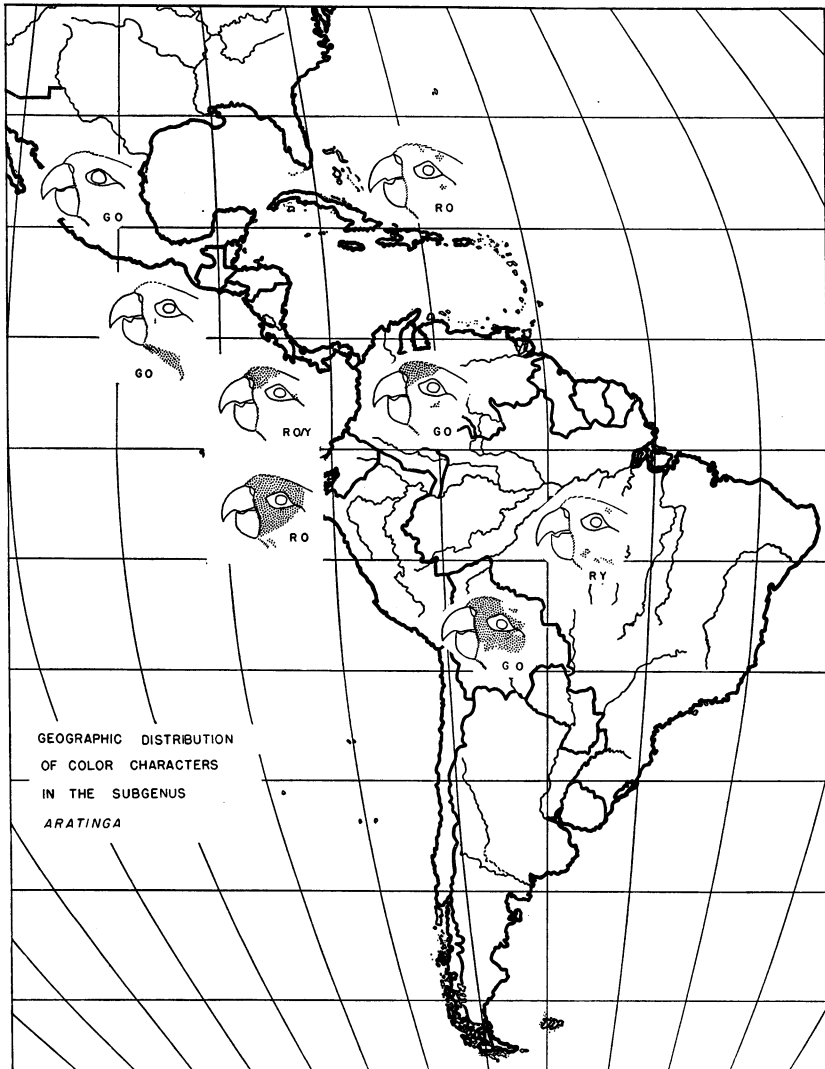 GO
RO
GO
RO/Y
GO
RO
RY
GO
GEOGRAPHIC DISTRIBUTION
OF COLOR CHARACTERS
IN THE SUBGENUS
ARATINGA